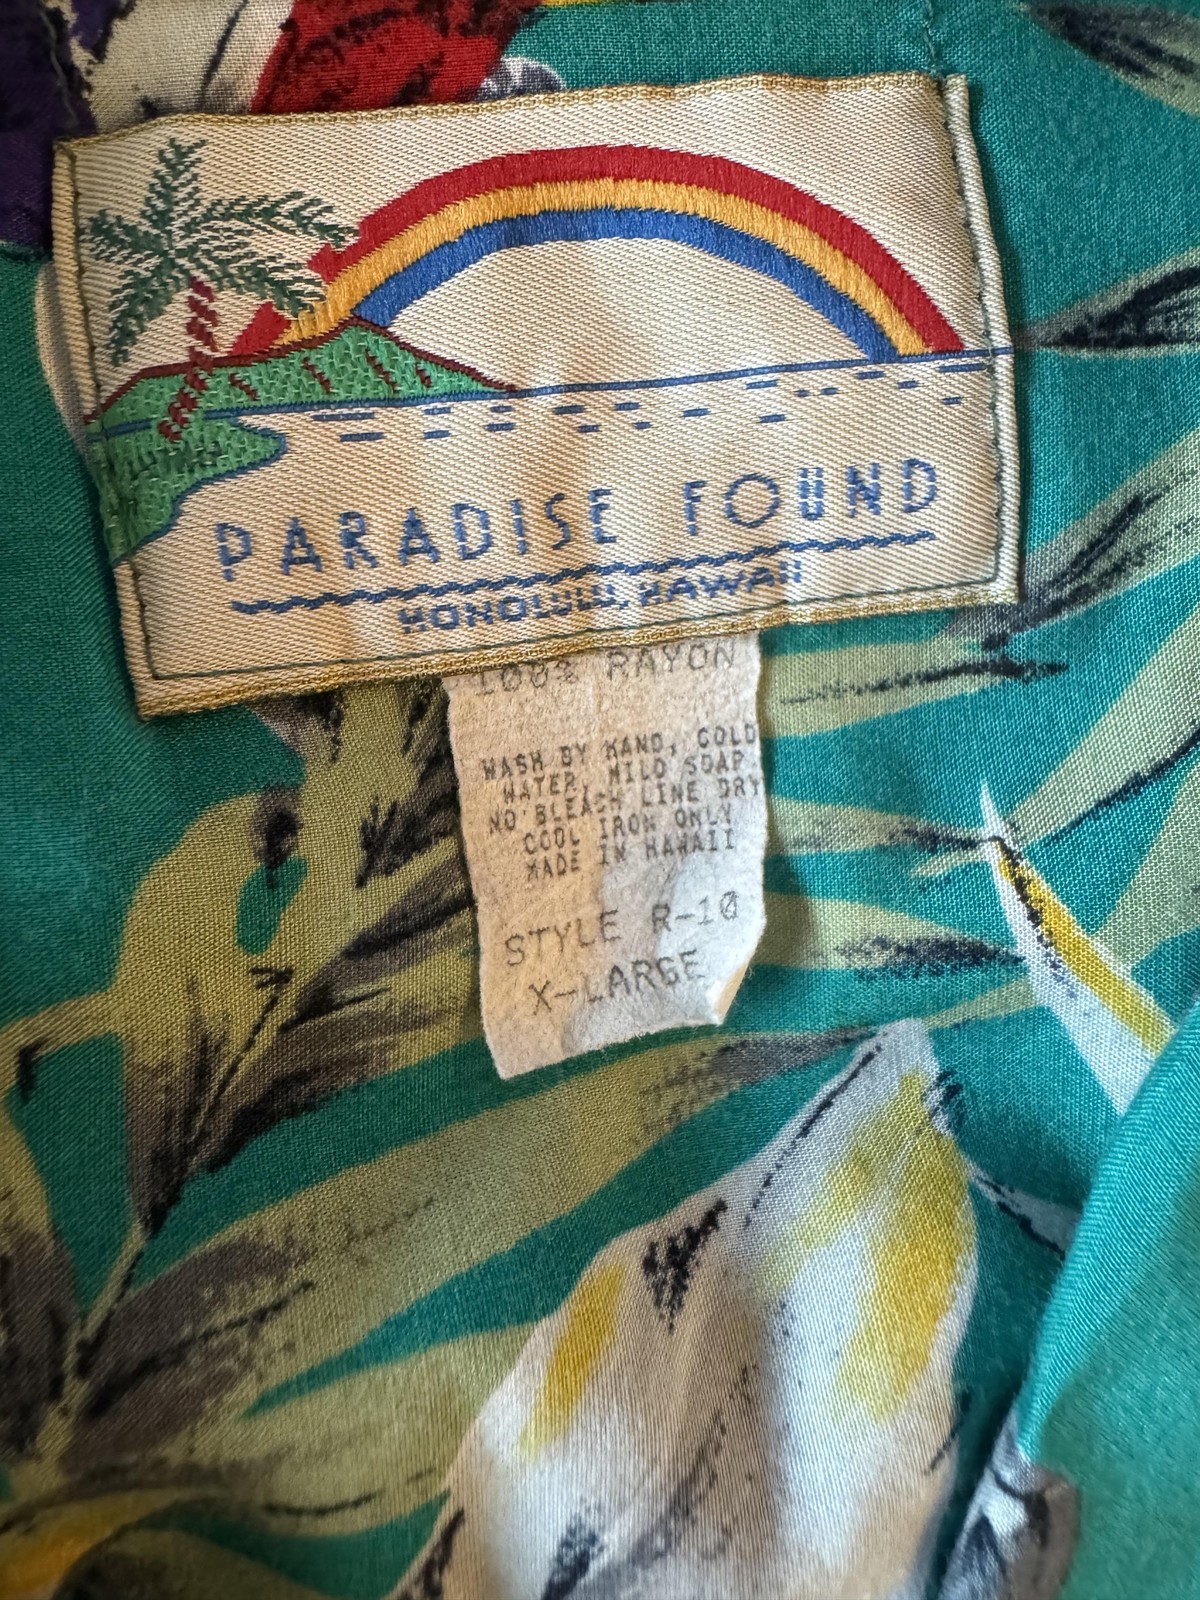 PARADISE FOUND
HONOLULU, HAWAII
100% RAYON
WASH BY HAND, COLD
WATER, MILD SOAP
NO BLEACH LINE DRY
COOL IRON ONLY
MADE IN HAWAII
STYLE R-10
X-LARGE